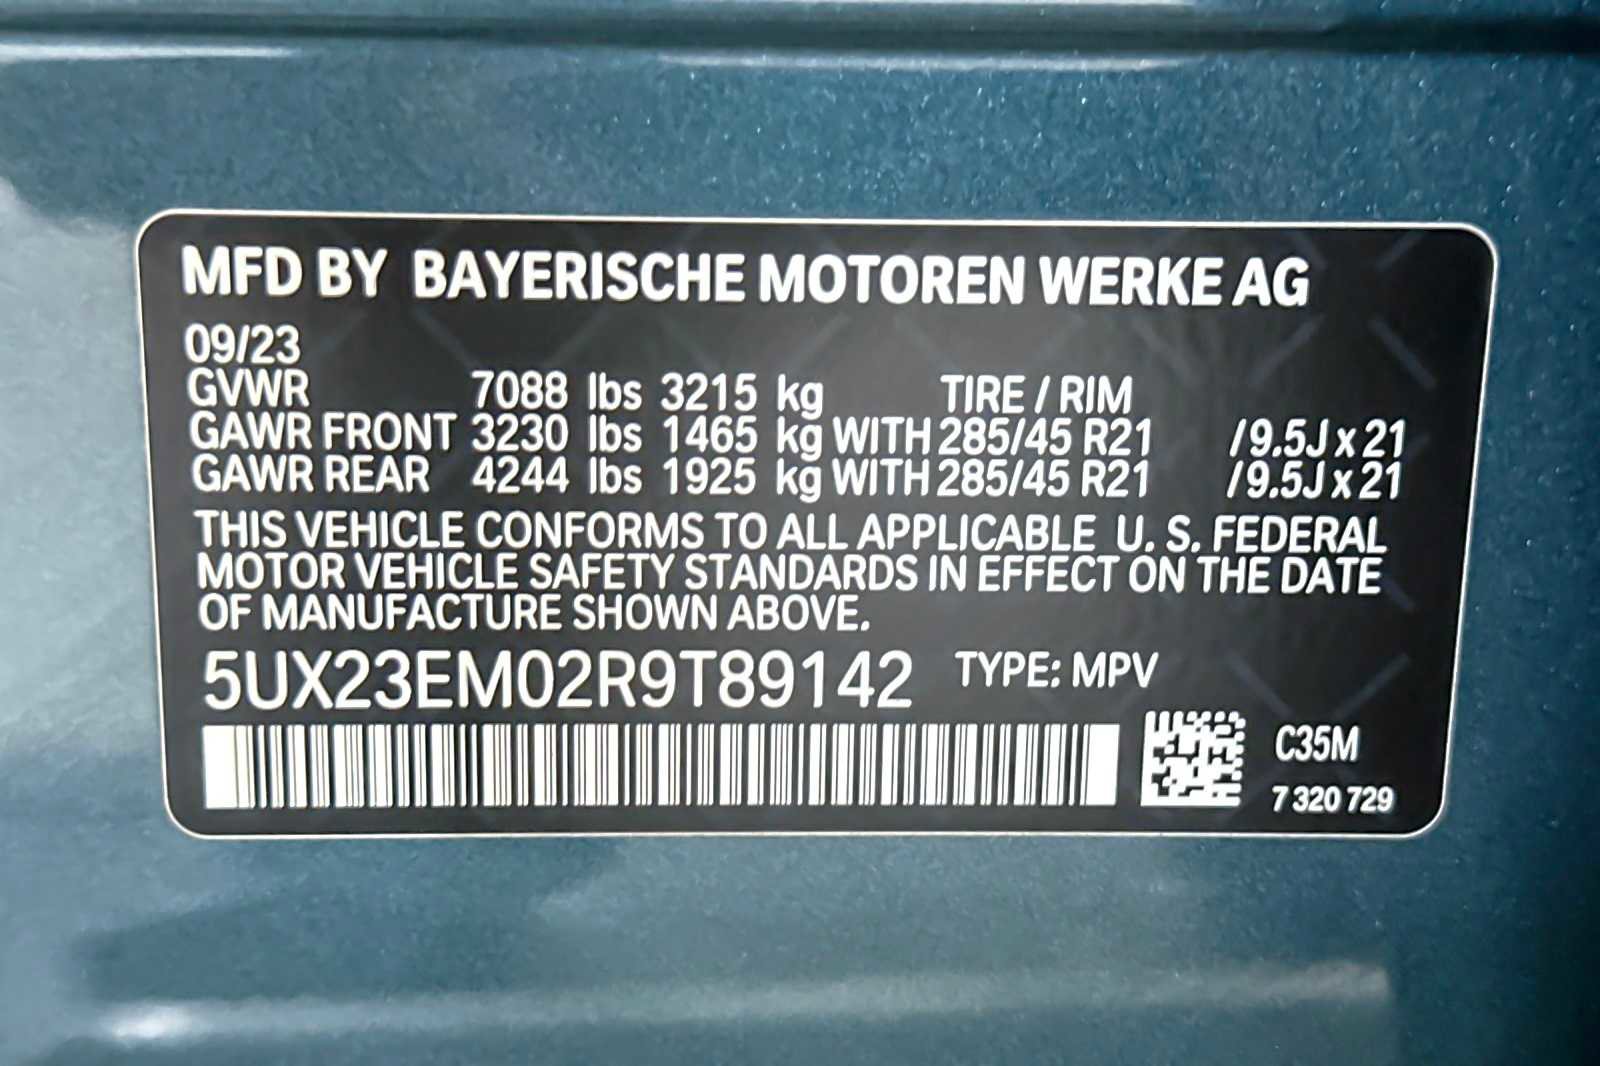 MFD BY BAYERISCHE MOTOREN WERKE AG
09/23
GVWR 7088 lbs 3215 kg TIRE / RIM
GAWR FRONT 3230 lbs 1465 kg WITH 285/45 R21 /9.5J x 21
GAWR REAR 4244 lbs 1925 kg WITH 285/45 R21 /9.5J x 21
THIS VEHICLE CONFORMS TO ALL APPLICABLE U. S. FEDERAL
MOTOR VEHICLE SAFETY STANDARDS IN EFFECT ON THE DATE
OF MANUFACTURE SHOWN ABOVE.
5UX23EM02R9T89142 TYPE: MPV
C35M
7 320 729